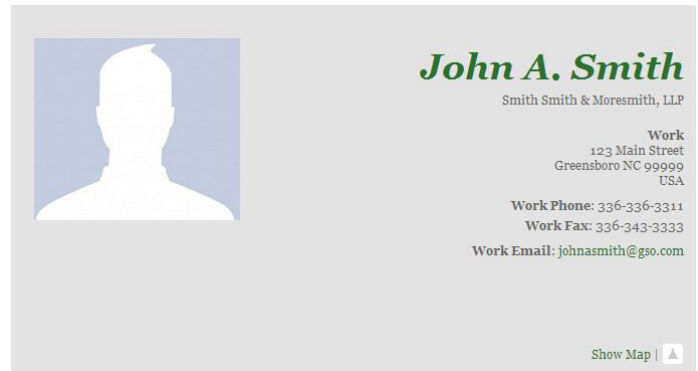 John A. Smith
Smith Smith & Moresmith, LLP
Work
123 Main Street
Greensboro NC 99999
USA
Work Phone: 336-336-3311
Work Fax: 336-343-3333
Work Email: johnasmith@gso.com
Show Map |